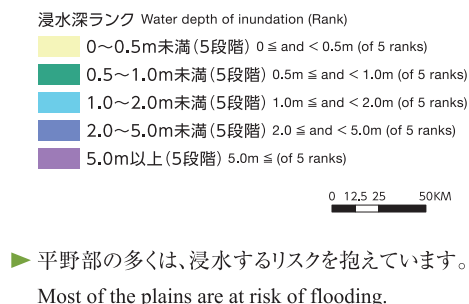 浸水深ランク Water depth of inundation (Rank)
0～0.5m未満(5段階) 0 ≦ and < 0.5m (of 5 ranks)
0.5～1.0m未満(5段階) 0.5m ≦ and < 1.0m (of 5 ranks)
1.0～2.0m未満(5段階) 1.0m ≦ and < 2.0m (of 5 ranks)
2.0～5.0m未満(5段階) 2.0 ≦ and < 5.0m (of 5 ranks)
5.0m以上(5段階) 5.0m ≦ (of 5 ranks)
0 12.5 25 50KM
▶ 平野部の多くは、浸水するリスクを抱えています。
Most of the plains are at risk of flooding.